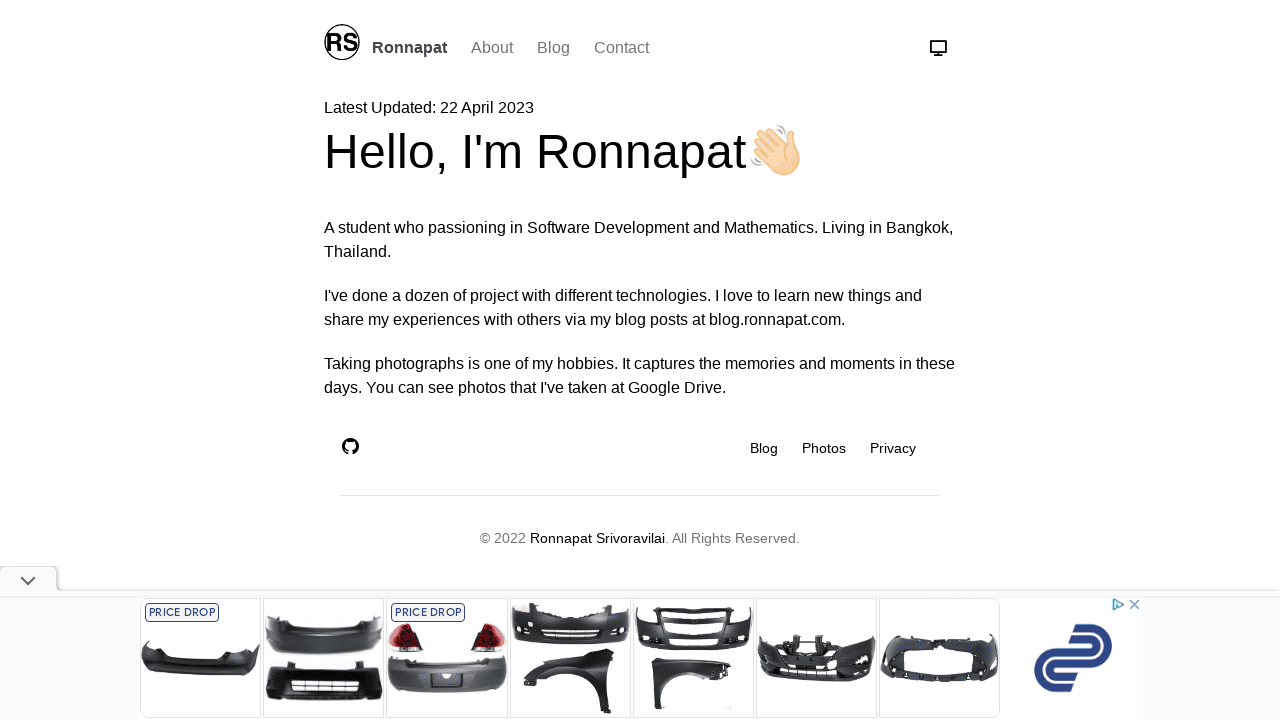 RS
Ronnapat About Blog Contact
Latest Updated: 22 April 2023
Hello, I'm Ronnapat👋🏻
A student who passioning in Software Development and Mathematics. Living in Bangkok,
Thailand.
I've done a dozen of project with different technologies. I love to learn new things and
share my experiences with others via my blog posts at blog.ronnapat.com.
Taking photographs is one of my hobbies. It captures the memories and moments in these
days. You can see photos that I've taken at Google Drive.
Blog Photos Privacy
© 2022 Ronnapat Srivoravilai. All Rights Reserved.
PRICE DROP
PRICE DROP